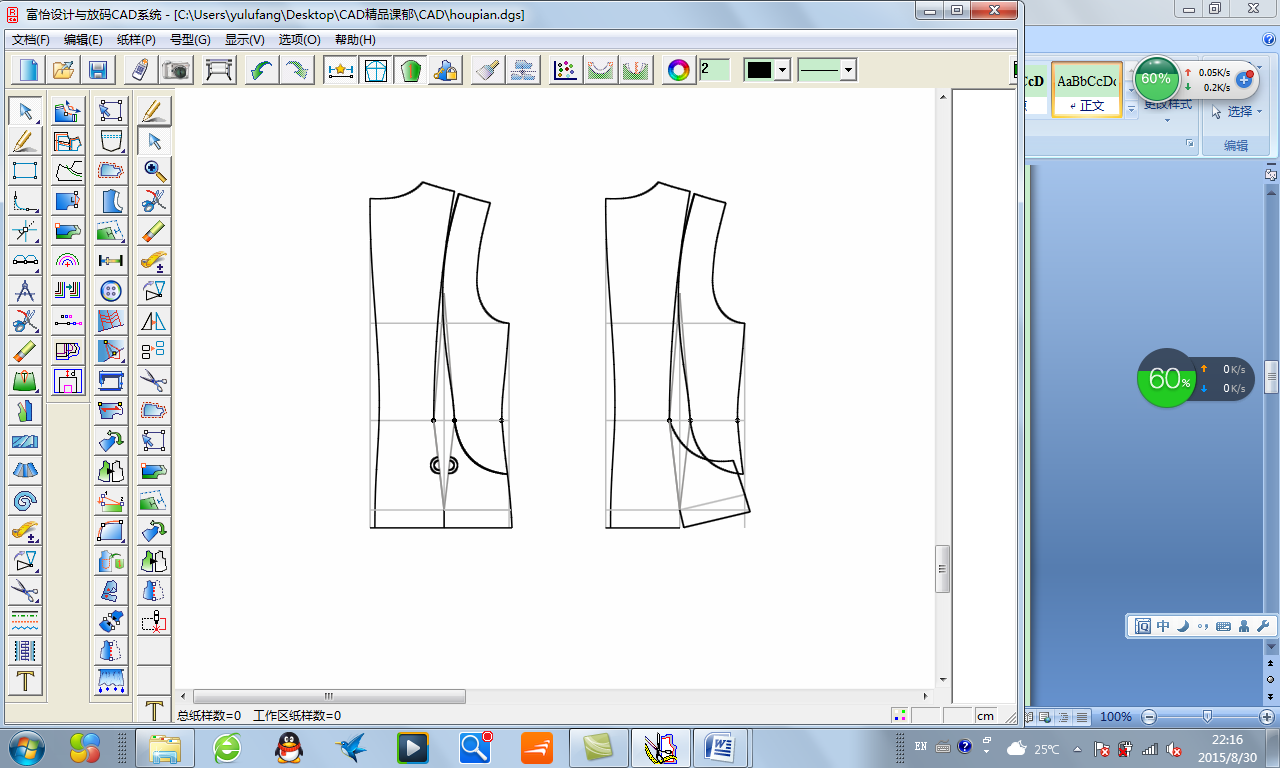 富怡设计与放码CAD系统 - [C:\Users\yulufang\Desktop\CAD精品课郁\CAD\houpian.dgs]
文档(F) 编辑(E) 纸样(P) 号型(G) 显示(V) 选项(O) 帮助(H)
2
CcD AaBbCcDc
正文
更改样式
选择
编辑
60% 0.05K/s
0.2K/s
60% 0K/s
0K/s
中
总纸样数=0 工作区纸样数=0
cm
100%
EN
25℃
22:16
2015/8/30